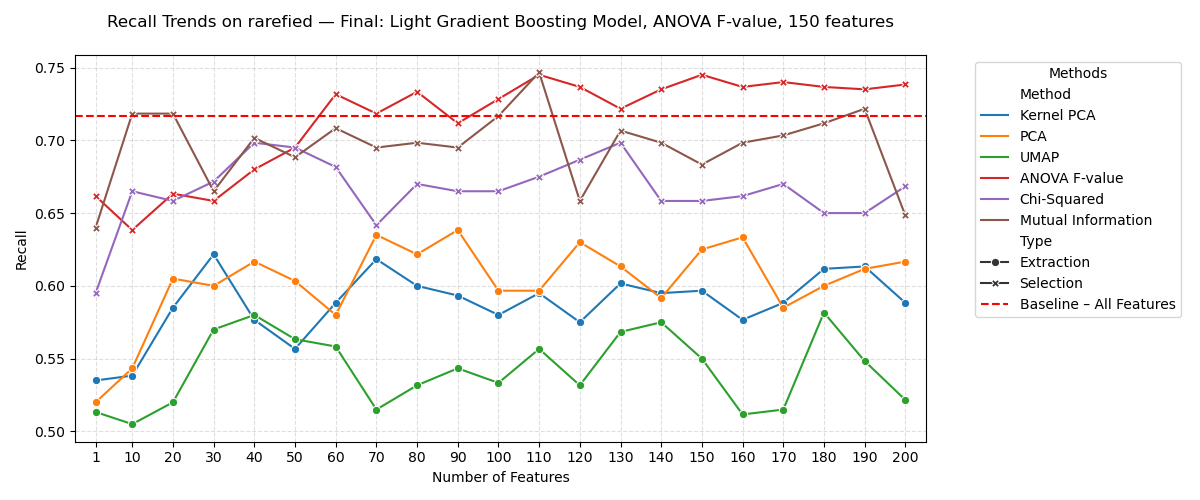 Recall Trends on rarefied — Final: Light Gradient Boosting Model, ANOVA F-value, 150 features
Recall
0.75
0.70
0.65
0.60
0.55
0.50
1 10 20 30 40 50 60 70 80 90 100 110 120 130 140 150 160 170 180 190 200
Number of Features
Methods
Method
Kernel PCA
PCA
UMAP
ANOVA F-value
Chi-Squared
Mutual Information
Type
Extraction
Selection
Baseline – All Features